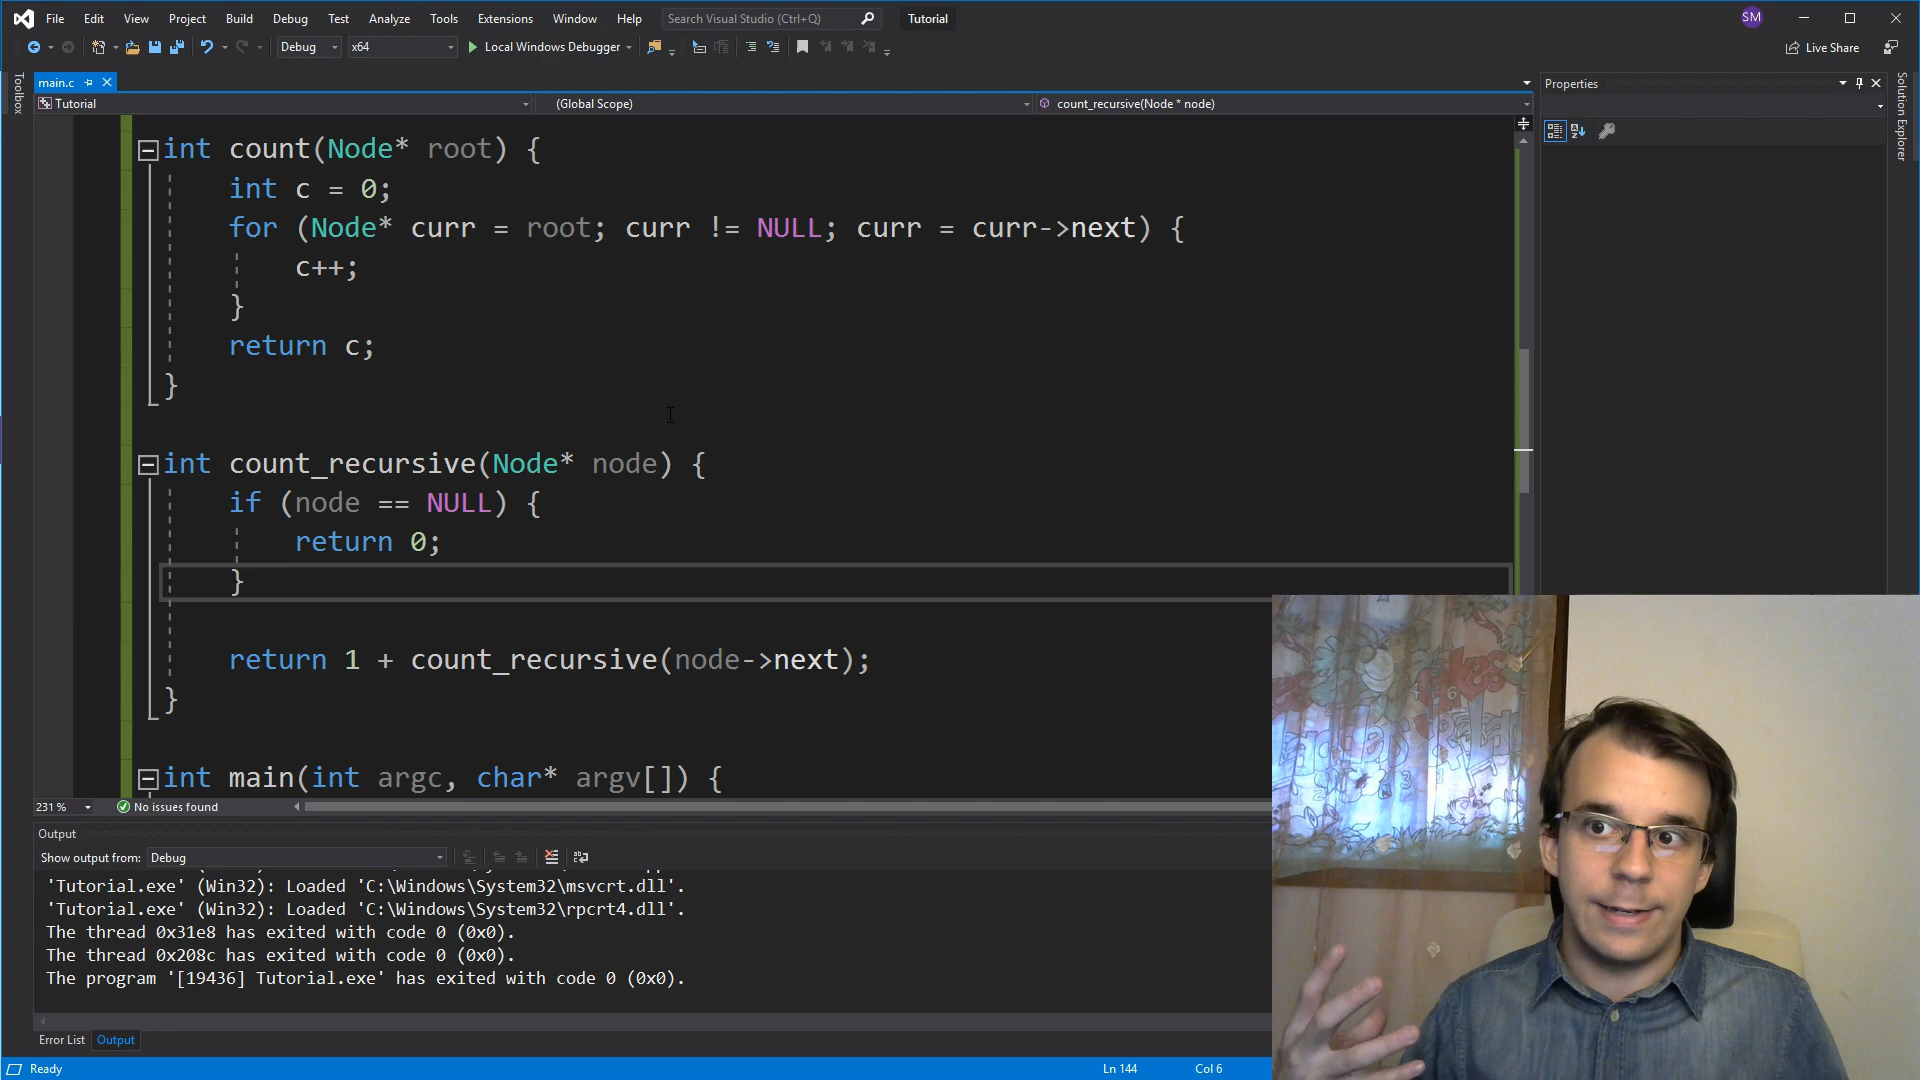 File Edit View Project Build Debug Test Analyze Tools Extensions Window Help Search Visual Studio (Ctrl+Q) Tutorial SM
Debug x64 Local Windows Debugger Live Share
Toolbox
main.c
Properties
Solution Explorer
Tutorial (Global Scope) count_recursive(Node * node)
int count(Node* root) {
int c = 0;
for (Node* curr = root; curr != NULL; curr = curr->next) {
c++;
}
return c;
}
int count_recursive(Node* node) {
if (node == NULL) {
return 0;
}
return 1 + count_recursive(node->next);
}
int main(int argc, char* argv[]) {
231 % No issues found
Output
Show output from: Debug
'Tutorial.exe' (Win32): Loaded 'C:\Windows\System32\msvcrt.dll'.
'Tutorial.exe' (Win32): Loaded 'C:\Windows\System32\rpcrt4.dll'.
The thread 0x31e8 has exited with code 0 (0x0).
The thread 0x208c has exited with code 0 (0x0).
The program '[19436] Tutorial.exe' has exited with code 0 (0x0).
Error List Output
Ready Ln 144 Col 6